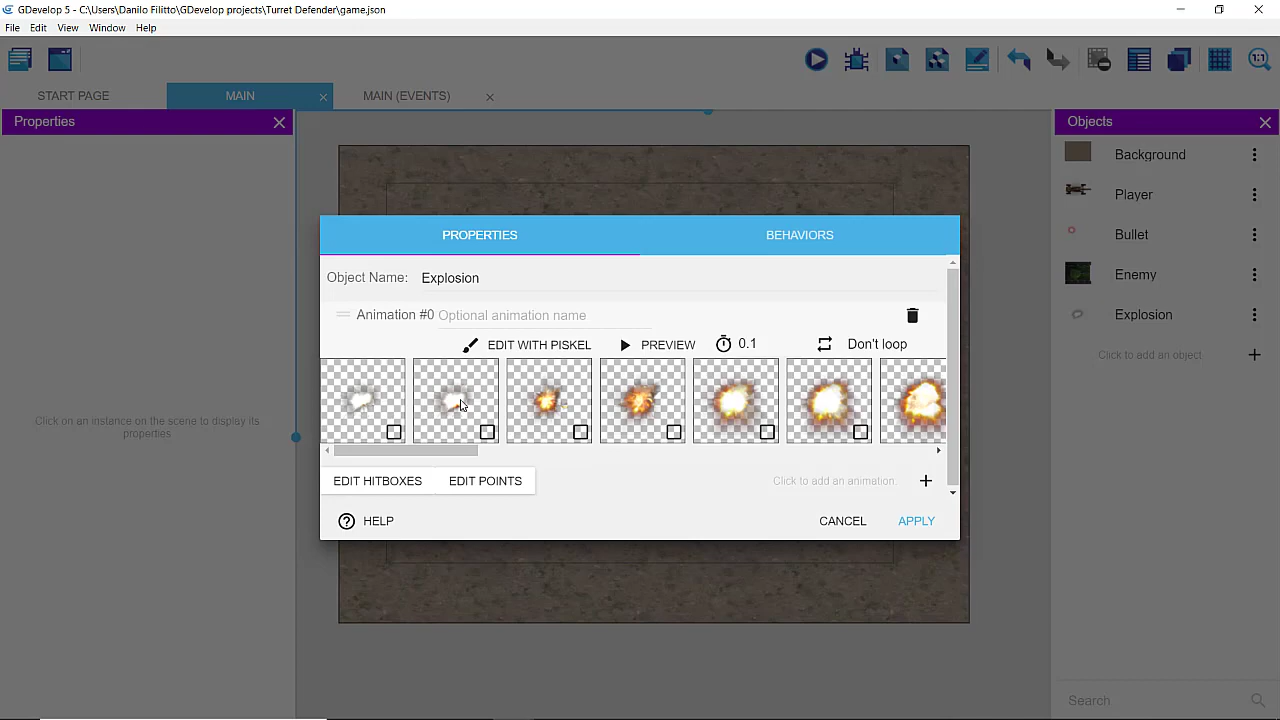 GDevelop 5 - C:\Users\Danilo Filitto\GDevelop projects\Turret Defender\game.json
File Edit View Window Help
1:1
START PAGE MAIN MAIN (EVENTS)
Properties
Objects
Background
Player
Bullet
Enemy
Explosion
Click to add an object
Click on an instance on the scene to display its
properties
PROPERTIES BEHAVIORS
Object Name: Explosion
Animation #0 Optional animation name
EDIT WITH PISKEL PREVIEW 0.1 Don't loop
EDIT HITBOXES EDIT POINTS Click to add an animation
HELP CANCEL APPLY
Search